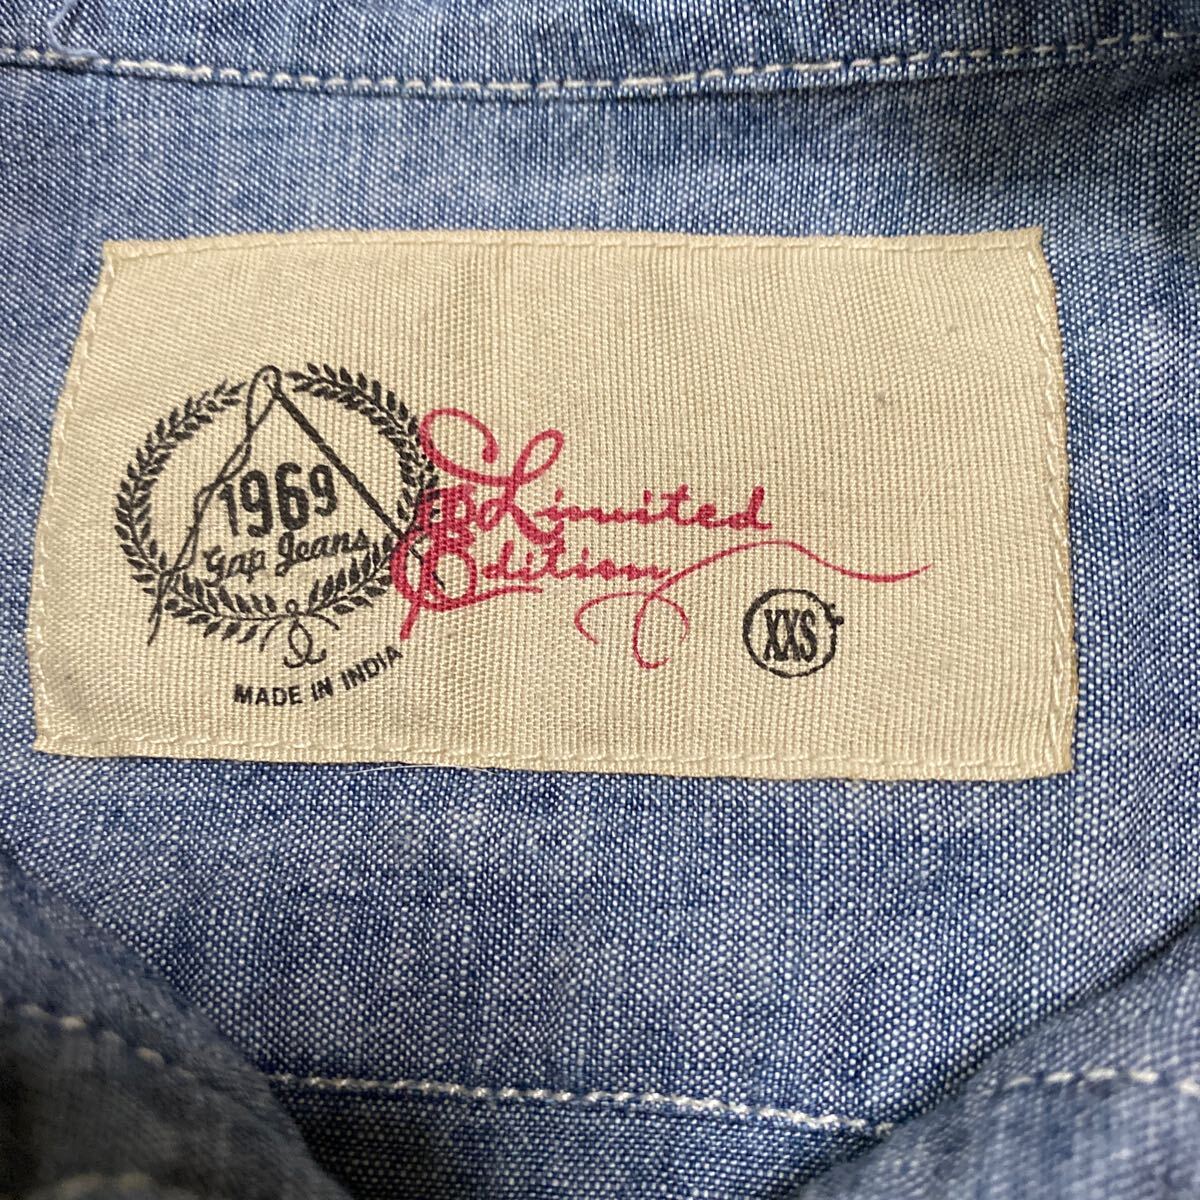 1969
Gap Jeans
MADE IN INDIA
Limited
Edition
XXS